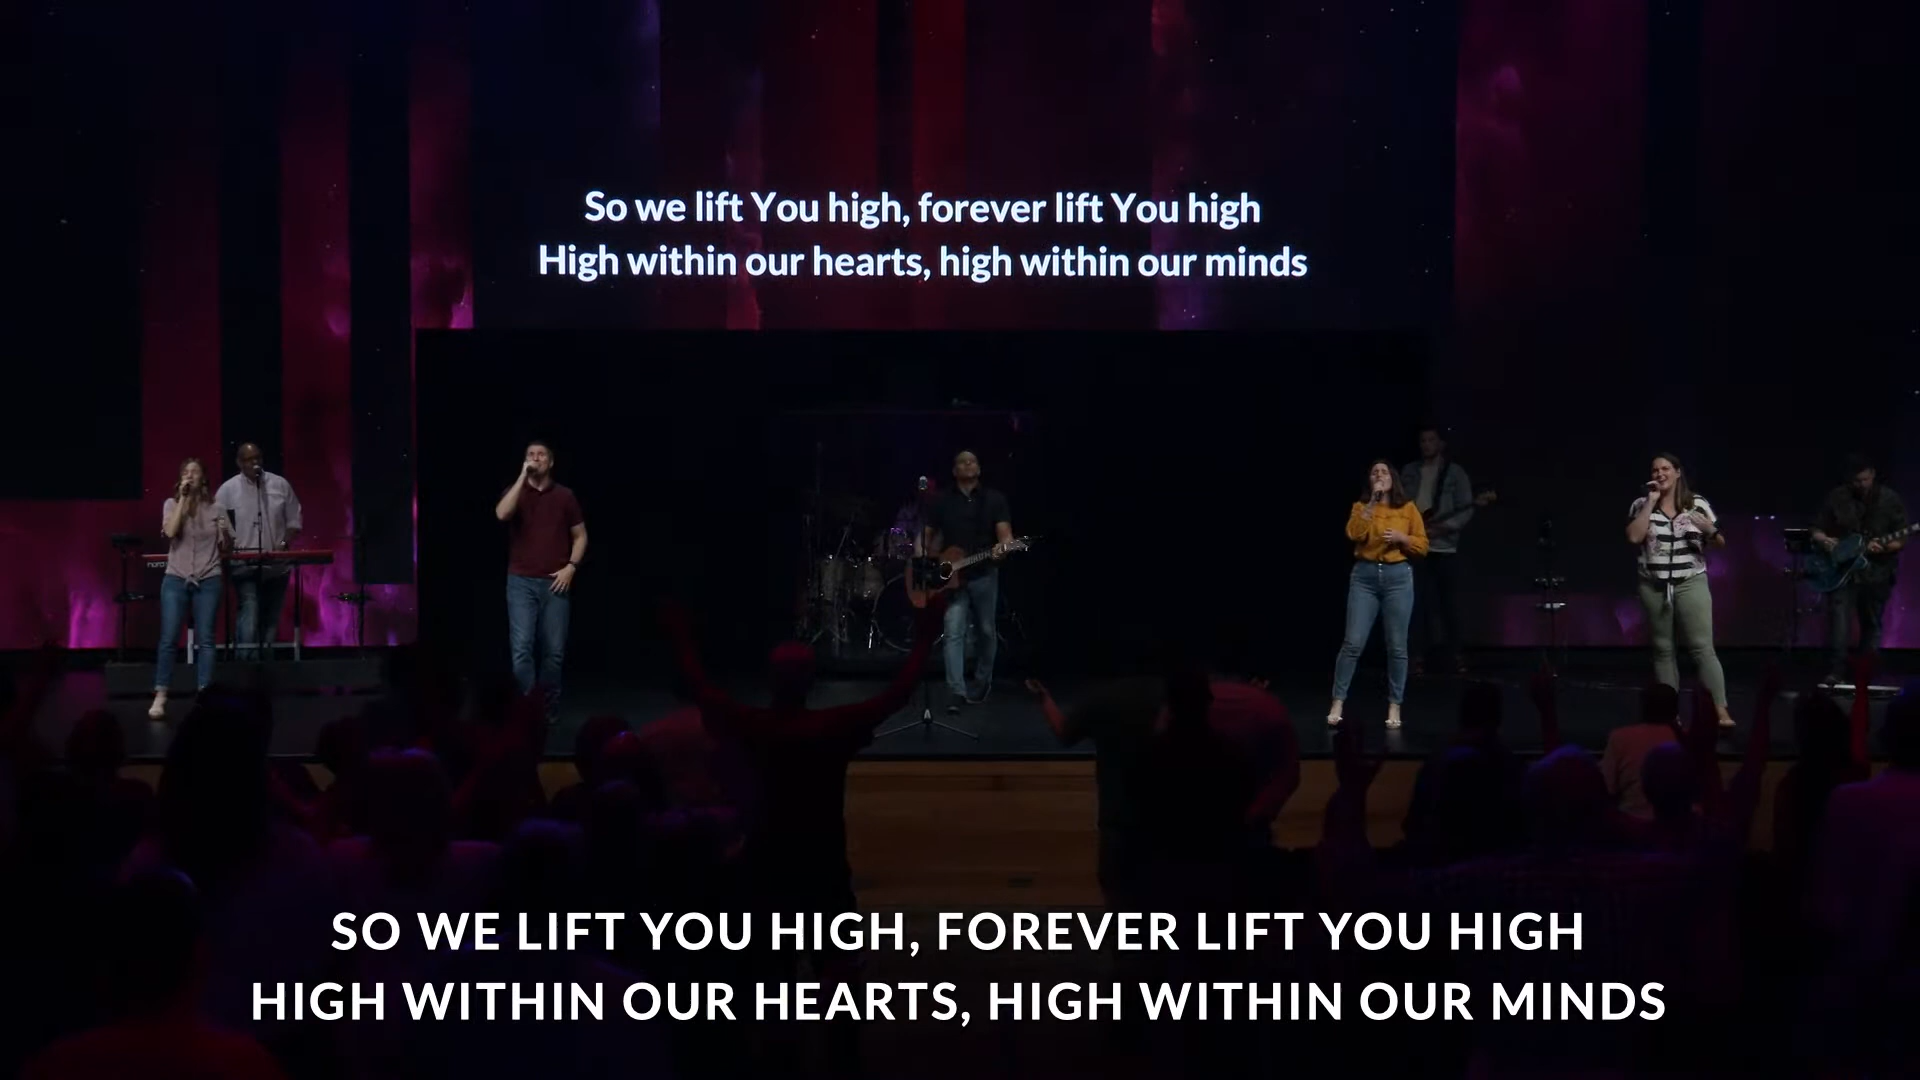 So we lift You high, forever lift You high
High within our hearts, high within our minds
nord
SO WE LIFT YOU HIGH, FOREVER LIFT YOU HIGH
HIGH WITHIN OUR HEARTS, HIGH WITHIN OUR MINDS